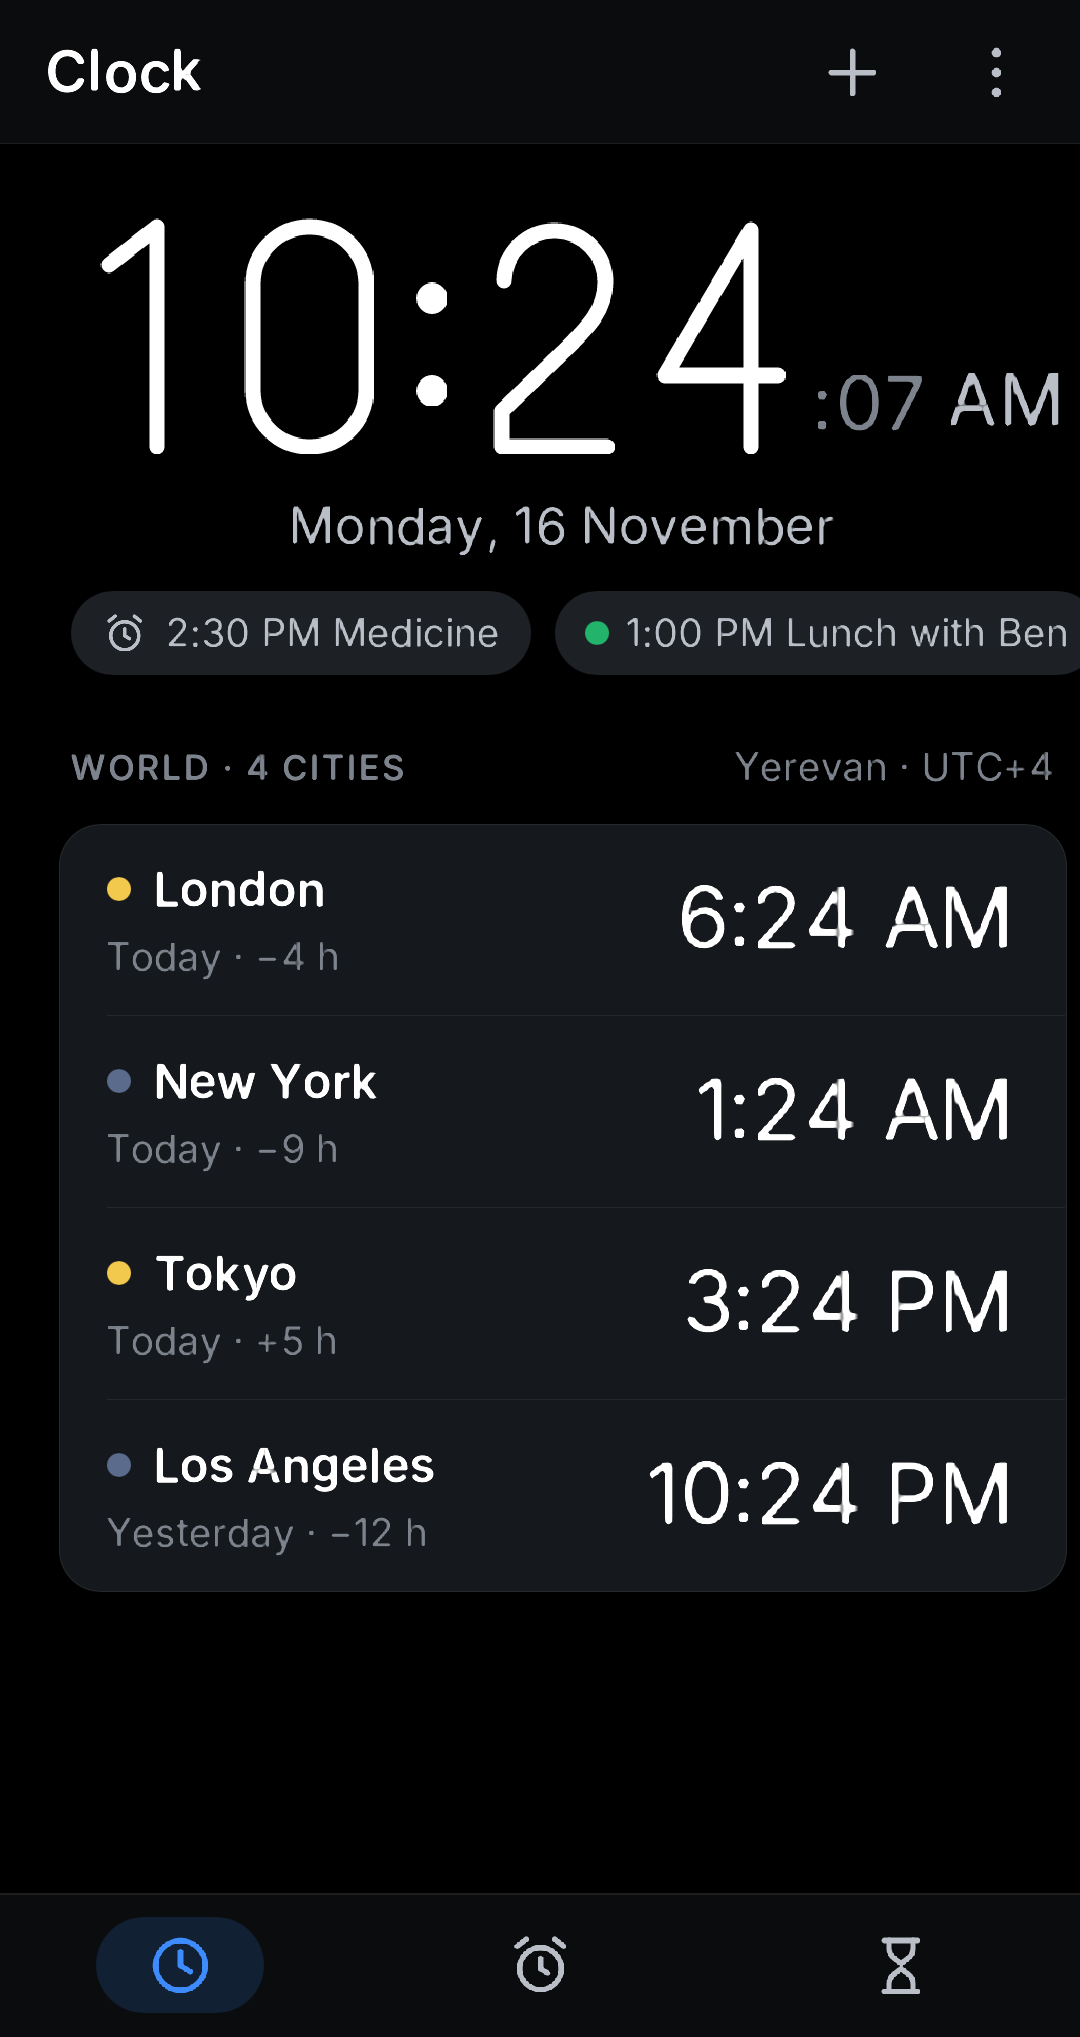 Clock
10:24 :07 AM
Monday, 16 November
2:30 PM Medicine
1:00 PM Lunch with Ben
WORLD · 4 CITIES
Yerevan · UTC+4
London
6:24 AM
Today · −4 h
New York
1:24 AM
Today · −9 h
Tokyo
3:24 PM
Today · +5 h
Los Angeles
10:24 PM
Yesterday · −12 h